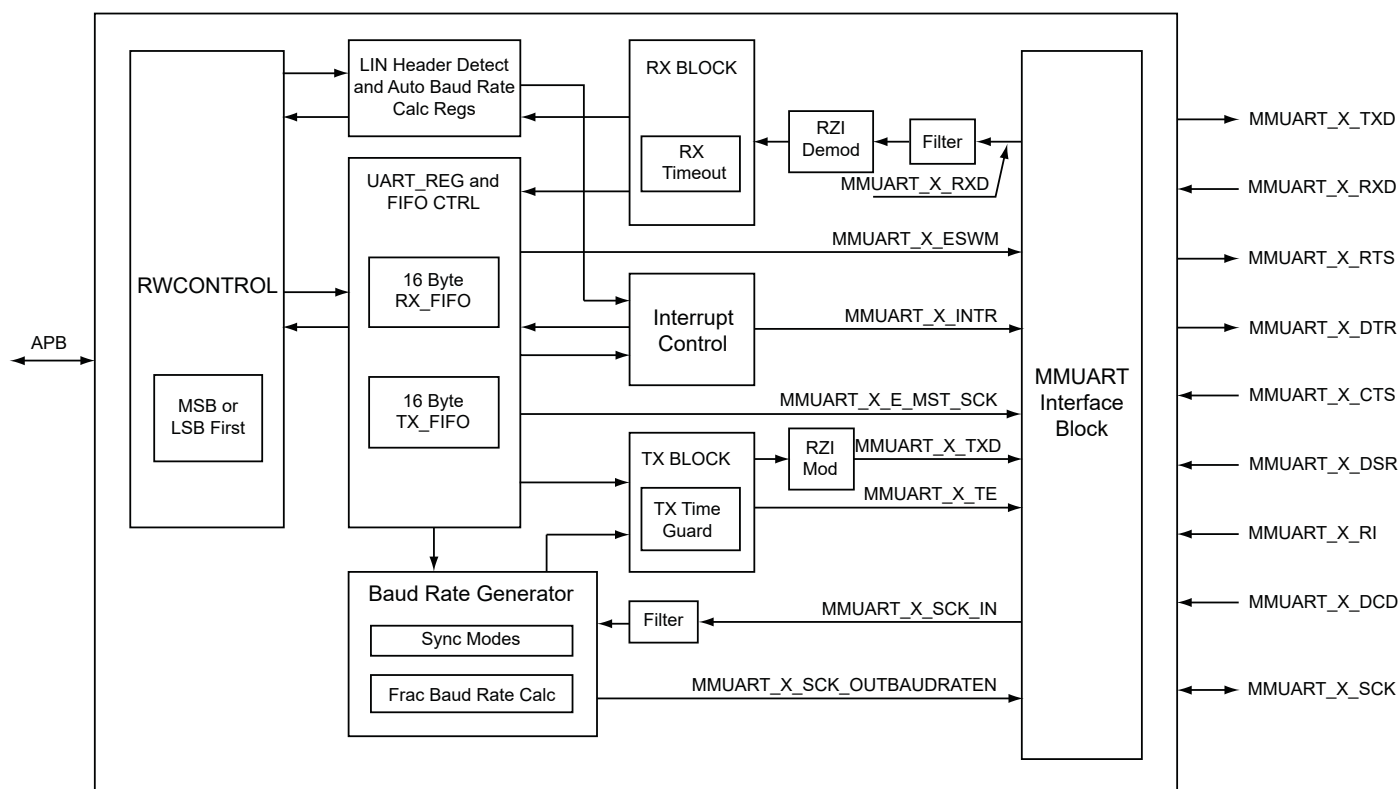 APB
RWCONTROL
MSB or
LSB First
LIN Header Detect
and Auto Baud Rate
Calc Regs
UART_REG and
FIFO CTRL
16 Byte
RX_FIFO
16 Byte
TX_FIFO
Baud Rate Generator
Sync Modes
Frac Baud Rate Calc
RX BLOCK
RX
Timeout
RZI
Demod
Filter
MMUART_X_RXD
MMUART_X_ESWM
Interrupt
Control
MMUART_X_INTR
MMUART_X_E_MST_SCK
TX BLOCK
TX Time
Guard
RZI
Mod
MMUART_X_TXD
MMUART_X_TE
Filter
MMUART_X_SCK_IN
MMUART_X_SCK_OUTBAUDRATEN
MMUART
Interface
Block
MMUART_X_TXD
MMUART_X_RXD
MMUART_X_RTS
MMUART_X_DTR
MMUART_X_CTS
MMUART_X_DSR
MMUART_X_RI
MMUART_X_DCD
MMUART_X_SCK